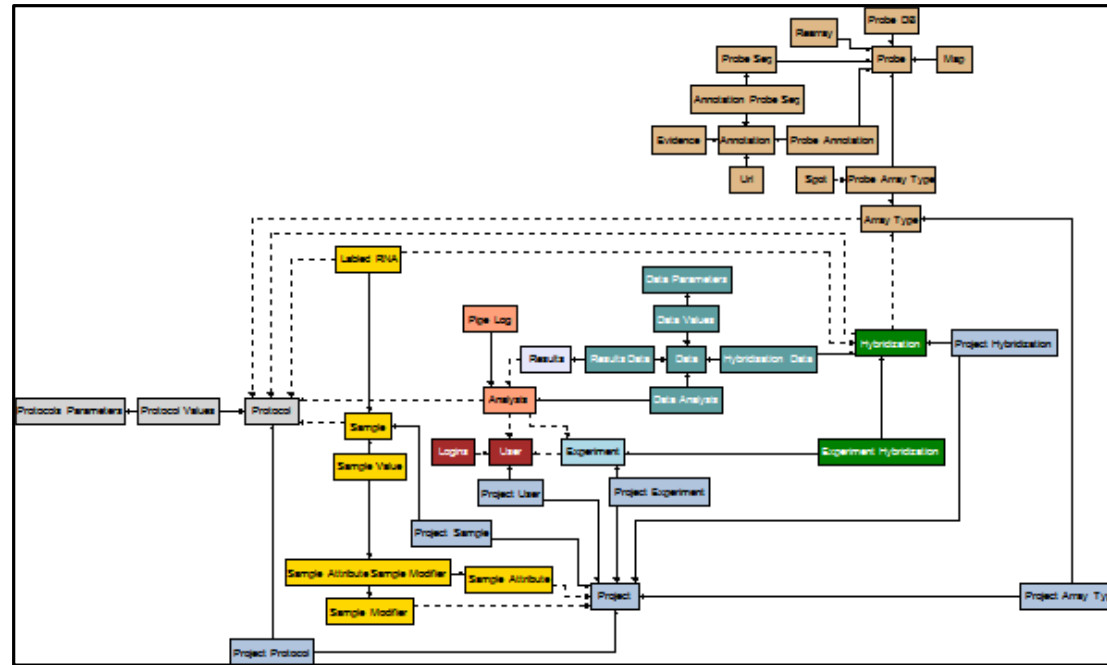 Probe DB
Rearray
Probe Seq
Probe
Map
Annotation Probe Seq
Evidence
Annotation
Probe Annotation
Url
Spot
Probe Array Type
Array Type
Labled RNA
Data Parameters
Pipe Log
Data Values
Hybridization
Project Hybridization
Results
Results Data
Data
Hybridization Data
Analysis
Data Analysis
Protocols Parameters
Protocol Values
Protocol
Sample
Logins
User
Experiment
Experiment Hybridization
Sample Value
Project User
Project Experiment
Project Sample
Sample Attribute Sample Modifier
Sample Attribute
Sample Modifier
Project
Project Array Typ
Project Protocol